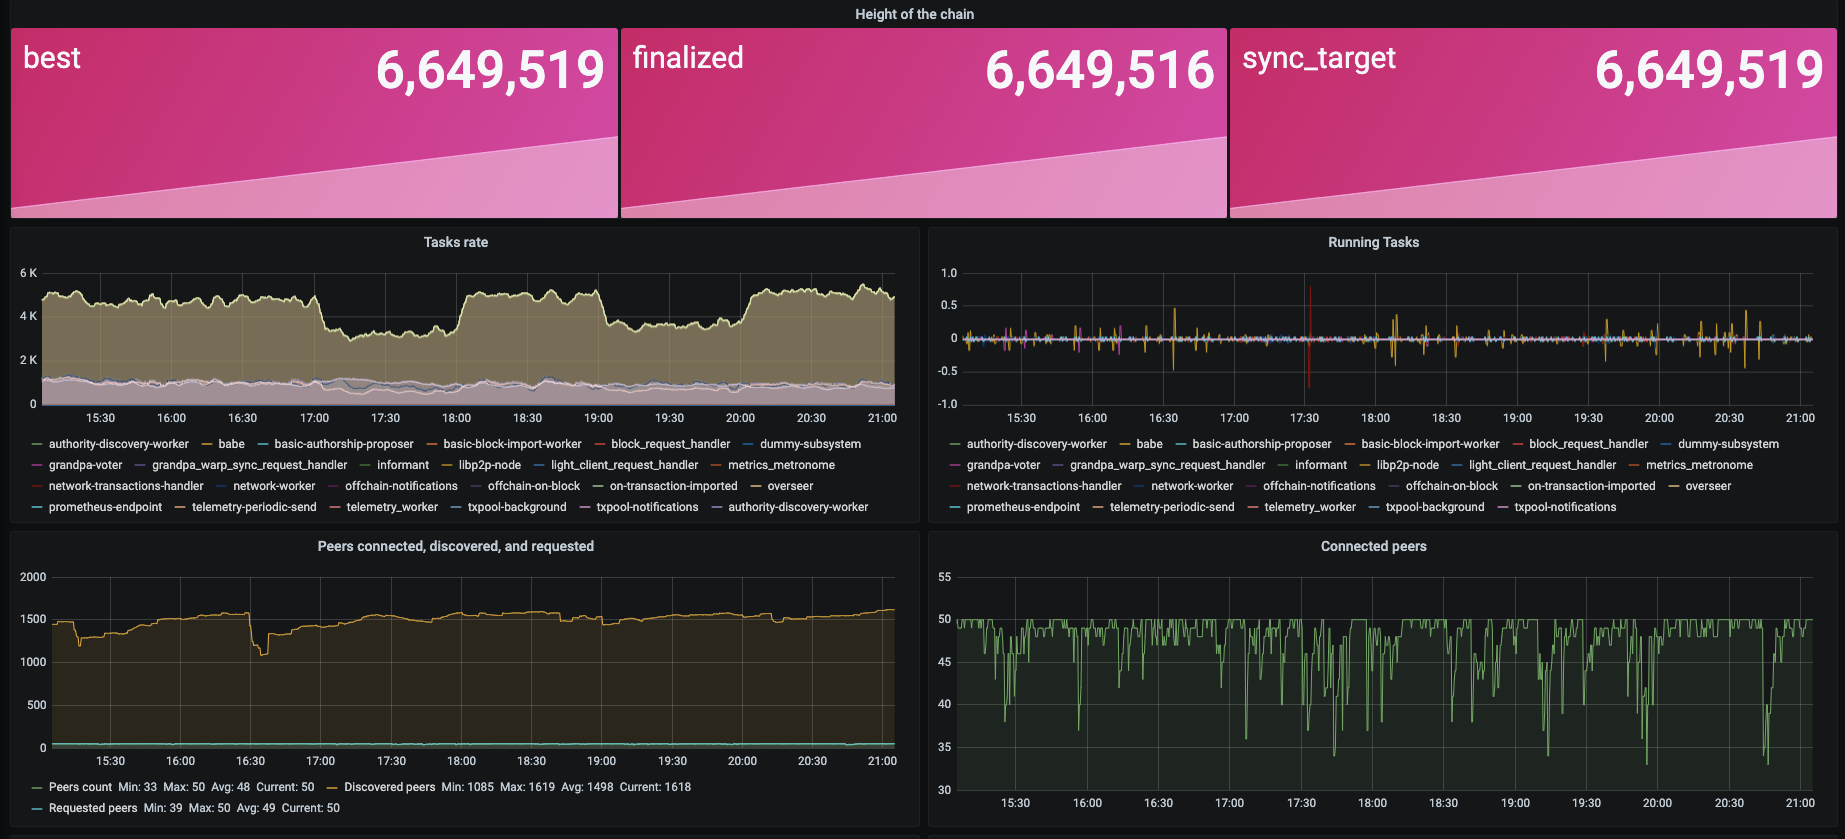 Height of the chain
best 6,649,519 finalized 6,649,516 sync_target 6,649,519
Tasks rate
6 K
4 K
2 K
0
15:30 16:00 16:30 17:00 17:30 18:00 18:30 19:00 19:30 20:00 20:30 21:00
authority-discovery-worker babe basic-authorship-proposer basic-block-import-worker block_request_handler dummy-subsystem
grandpa-voter grandpa_warp_sync_request_handler informant libp2p-node light_client_request_handler metrics_metronome
network-transactions-handler network-worker offchain-notifications offchain-on-block on-transaction-imported overseer
prometheus-endpoint telemetry-periodic-send telemetry_worker txpool-background txpool-notifications authority-discovery-worker
Running Tasks
1.0
0.5
0
-0.5
-1.0
15:30 16:00 16:30 17:00 17:30 18:00 18:30 19:00 19:30 20:00 20:30 21:00
authority-discovery-worker babe basic-authorship-proposer basic-block-import-worker block_request_handler dummy-subsystem
grandpa-voter grandpa_warp_sync_request_handler informant libp2p-node light_client_request_handler metrics_metronome
network-transactions-handler network-worker offchain-notifications offchain-on-block on-transaction-imported overseer
prometheus-endpoint telemetry-periodic-send telemetry_worker txpool-background txpool-notifications
Peers connected, discovered, and requested
2000
1500
1000
500
0
15:30 16:00 16:30 17:00 17:30 18:00 18:30 19:00 19:30 20:00 20:30 21:00
Peers count Min: 33 Max: 50 Avg: 48 Current: 50 Discovered peers Min: 1085 Max: 1619 Avg: 1498 Current: 1618
Requested peers Min: 39 Max: 50 Avg: 49 Current: 50
Connected peers
55
50
45
40
35
30
15:30 16:00 16:30 17:00 17:30 18:00 18:30 19:00 19:30 20:00 20:30 21:00